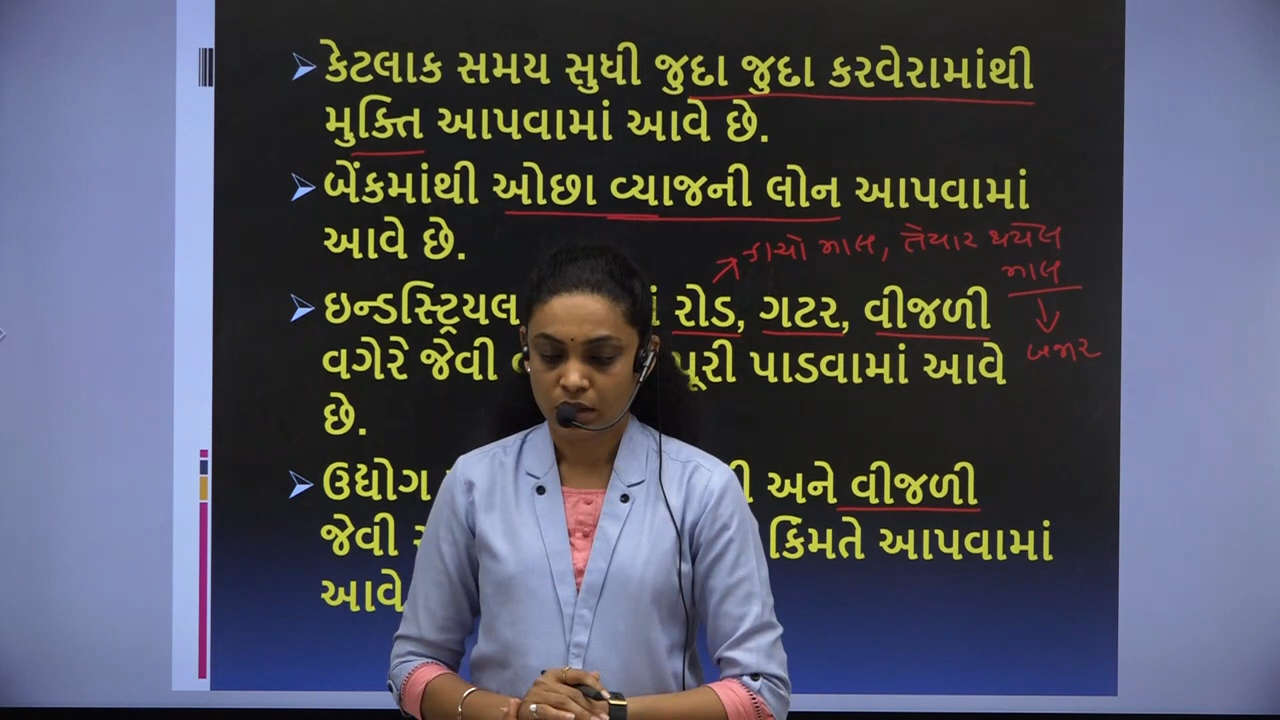 કેટલાક સમય સુધી જુદા જુદા કરવેરામાંથી
મુક્તિ આપવામાં આવે છે.
બેંકમાંથી ઓછા વ્યાજની લોન આપવામાં
આવે છે.
કાચો માલ, તૈયાર થયેલ
માલ
ઇન્ડસ્ટ્રિયલ રોડ, ગટર, વીજળી
બજાર
વગેરે જેવી પૂરી પાડવામાં આવે
છે.
ઉદ્યોગ અને વીજળી
જેવી કિંમતે આપવામાં
આવે